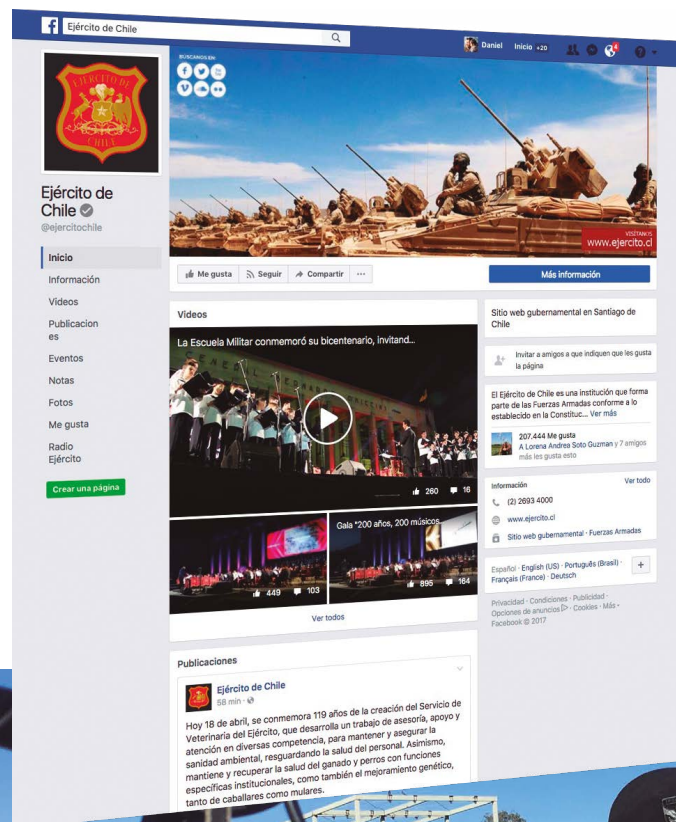 Ejército de Chile
Daniel Inicio +20
4
EJERCITO DE
CHILE
BÚSCANOS EN:
VISÍTANOS
www.ejercito.cl
Ejército de
Chile
@ejercitochile
Inicio
Información
Videos
Publicacion
es
Eventos
Notas
Fotos
Me gusta
Radio
Ejército
Crear una página
Me gusta Seguir Compartir ...
Más información
Videos
La Escuela Militar conmemoró su bicentenario, invitand...
260 16
449 103
Gala "200 años, 200 músicos
895 164
Ver todos
Publicaciones
Ejército de Chile
58 min ·
Hoy 18 de abril, se conmemora 119 años de la creación del Servicio de
Veterinaria del Ejército, que desarrolla un trabajo de asesoría, apoyo y
atención en diversas competencia, para mantener y asegurar la
sanidad ambiental, resguardando la salud del personal. Asimismo,
mantiene y recuperar la salud del ganado y perros con funciones
específicas institucionales, como también el mejoramiento genético,
tanto de caballares como mulares.
Sitio web gubernamental en Santiago de
Chile
Invitar a amigos a que indiquen que les gusta
la página
El Ejército de Chile es una institución que forma
parte de las Fuerzas Armadas conforme a lo
establecido en la Constituc... Ver más
207.444 Me gusta
A Lorena Andrea Soto Guzman y 7 amigos
más les gusta esto
Información Ver todo
(2) 2693 4000
www.ejercito.cl
Sitio web gubernamental · Fuerzas Armadas
Español · English (US) · Português (Brasil) ·
Français (France) · Deutsch
+
Privacidad · Condiciones · Publicidad ·
Opciones de anuncios · Cookies · Más ·
Facebook © 2017